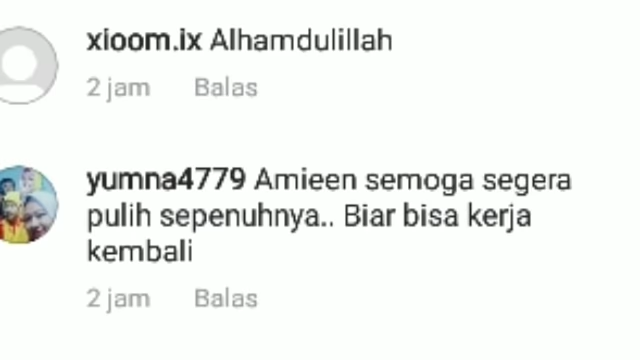 xioom.ix Alhamdulillah
2 jam Balas
yumna4779 Amieen semoga segera
pulih sepenuhnya.. Biar bisa kerja
kembali
2 jam Balas